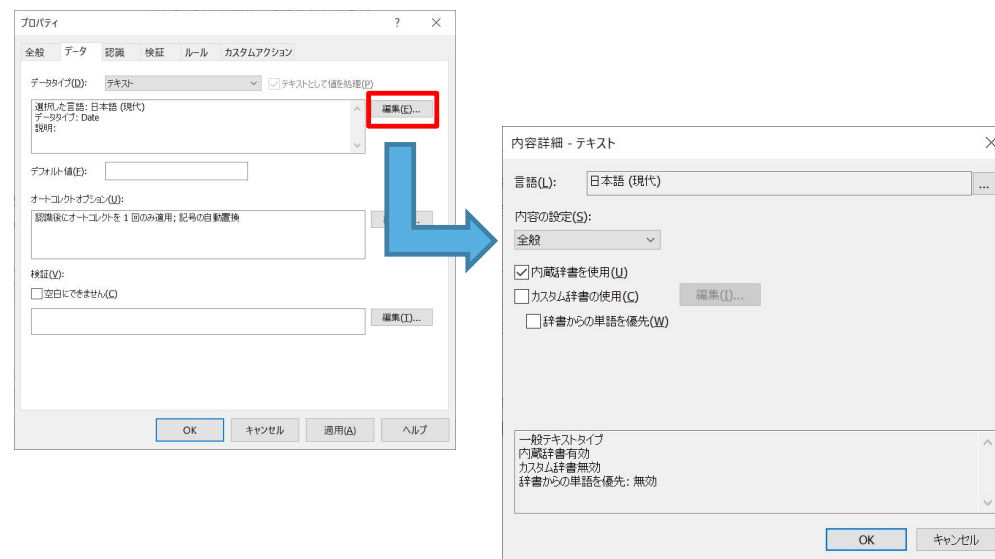 プロパティ
? ×
全般 データ 認識 検証 ルール カスタムアクション
データタイプ(D): テキスト テキストとして値を処理(P)
選択した言語: 日本語 (現代)
データタイプ: Date
説明:
編集(E)...
デフォルト値(F):
オートコレクトオプション(U):
認識後にオートコレクトを 1 回のみ適用; 記号の自動置換
検証(V):
空白にできません(C)
編集(T)...
OK キャンセル 適用(A) ヘルプ
内容詳細 - テキスト
×
言語(L): 日本語 (現代) ...
内容の設定(S):
全般
内蔵辞書を使用(U)
カスタム辞書の使用(C) 編集(I)...
辞書からの単語を優先(W)
一般テキストタイプ
内蔵辞書有効
カスタム辞書無効
辞書からの単語を優先: 無効
OK キャンセル